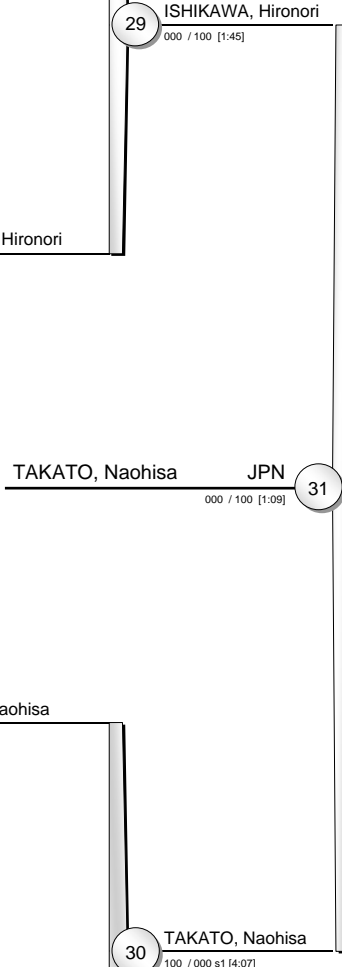 29
ISHIKAWA, Hironori
000 / 100 [1:45]
Hironori
TAKATO, Naohisa JPN
000 / 100 [1:09]
31
aohisa
30
TAKATO, Naohisa
100 / 000 s1 [4:07]